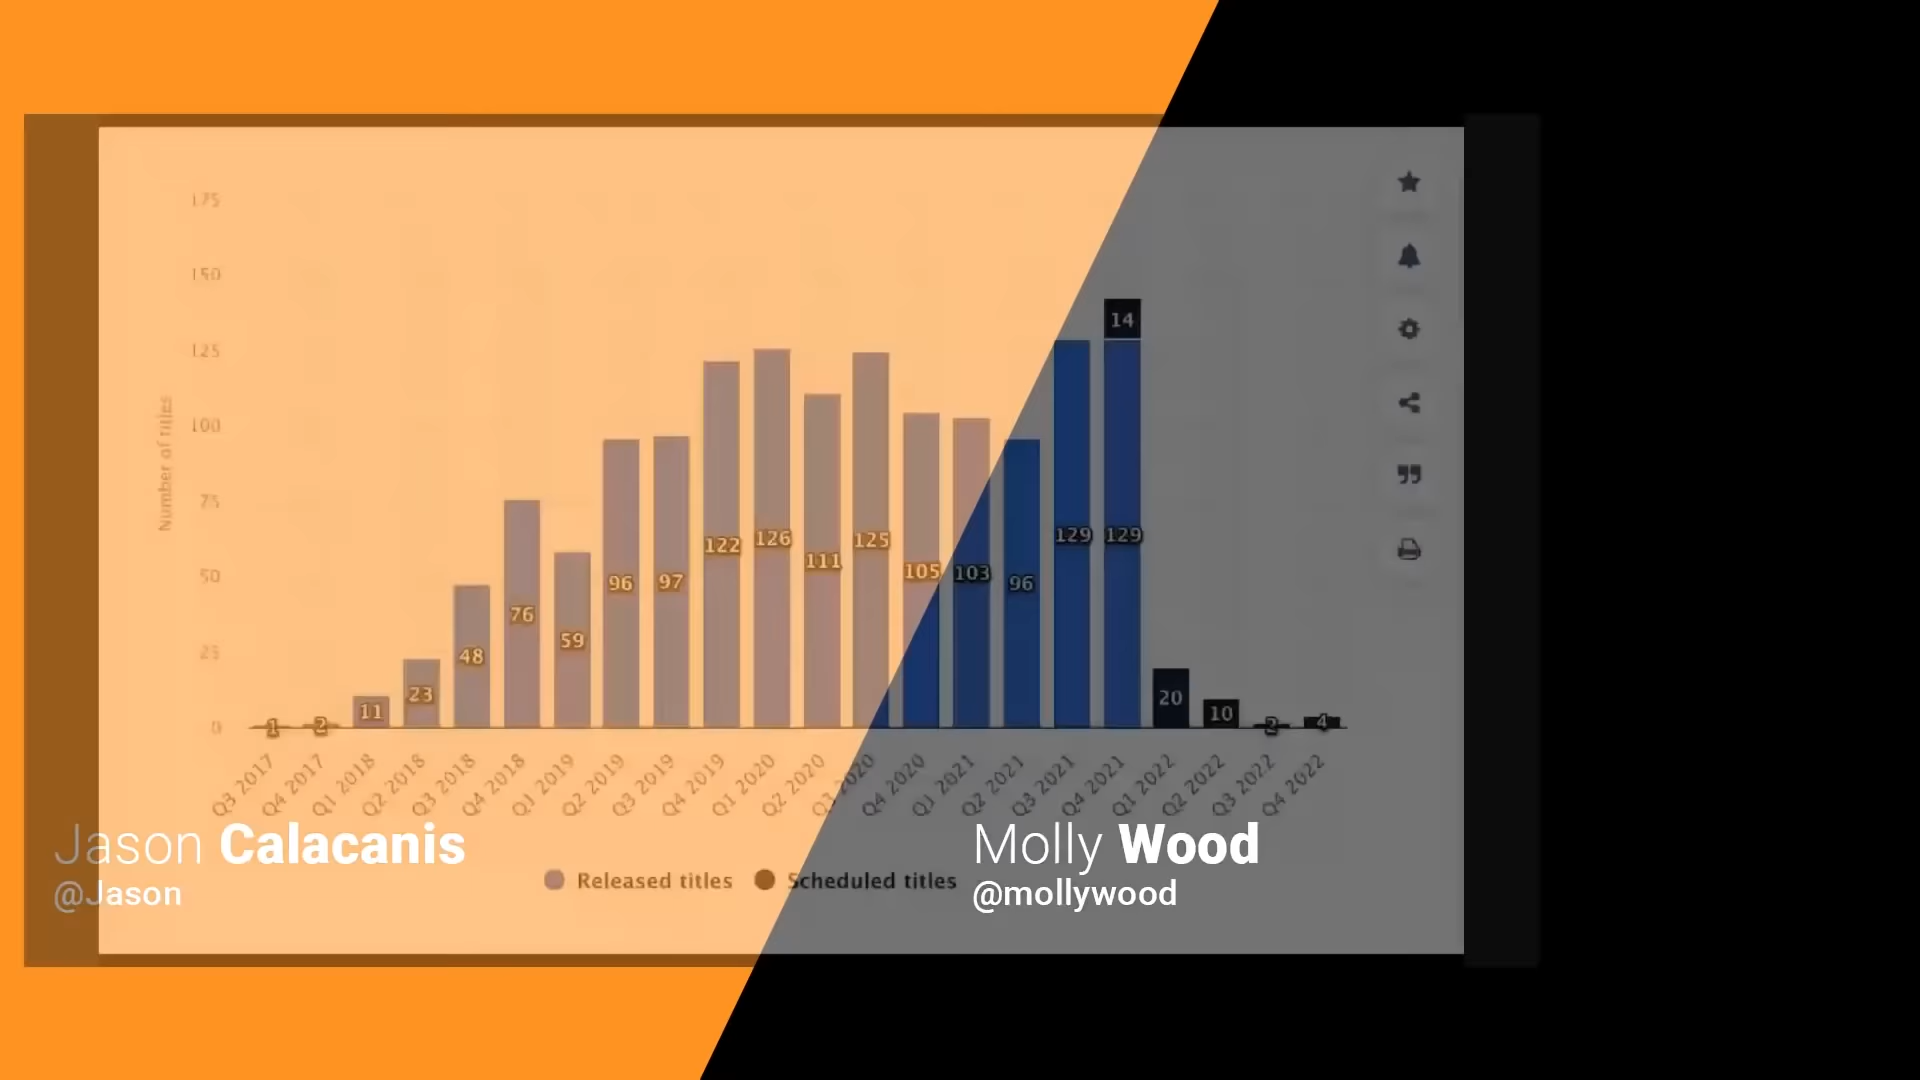 175
150
125
100
75
50
25
0
Number of titles
14
122 126 111 125 105 103 96 129 129
96 97
76
59
48
23
11
1 2
20
10
2 4
Q3 2017 Q4 2017 Q1 2018 Q2 2018 Q3 2018 Q4 2018 Q1 2019 Q2 2019 Q3 2019 Q4 2019 Q1 2020 Q2 2020 Q3 2020 Q4 2020 Q1 2021 Q2 2021 Q3 2021 Q4 2021 Q1 2022 Q2 2022 Q3 2022 Q4 2022
Released titles Scheduled titles
Jason Calacanis
@Jason
Molly Wood
@mollywood